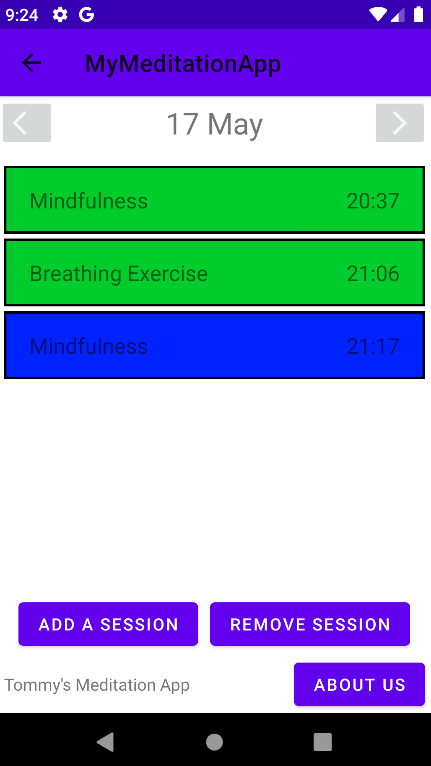 9:24
MyMeditationApp
17 May
Mindfulness 20:37
Breathing Exercise 21:06
Mindfulness 21:17
ADD A SESSION REMOVE SESSION
Tommy's Meditation App ABOUT US